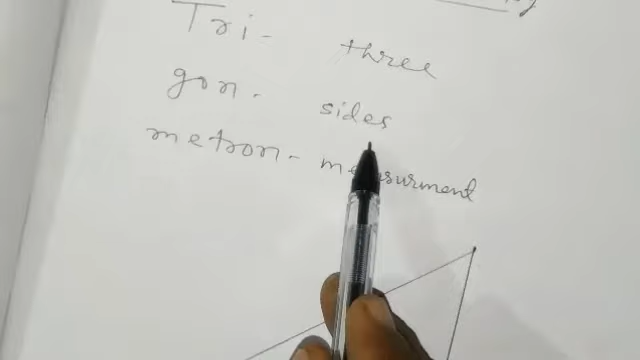 Tri- three
gon- sides
metron- measurment